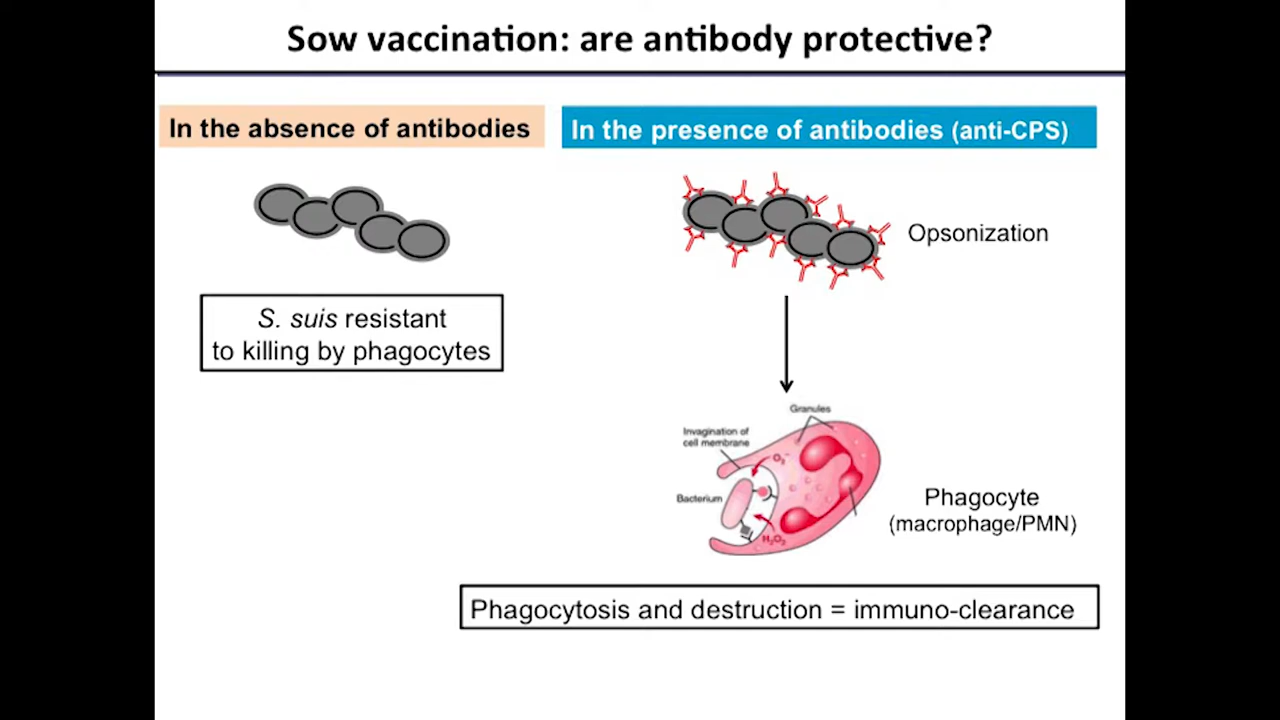 Sow vaccination: are antibody protective?
In the absence of antibodies
In the presence of antibodies (anti-CPS)
Opsonization
S. suis resistant
to killing by phagocytes
Granules
Invagination of
cell membrane
O₂⁻
Bacterium
H₂O₂
Phagocyte
(macrophage/PMN)
Phagocytosis and destruction = immuno-clearance